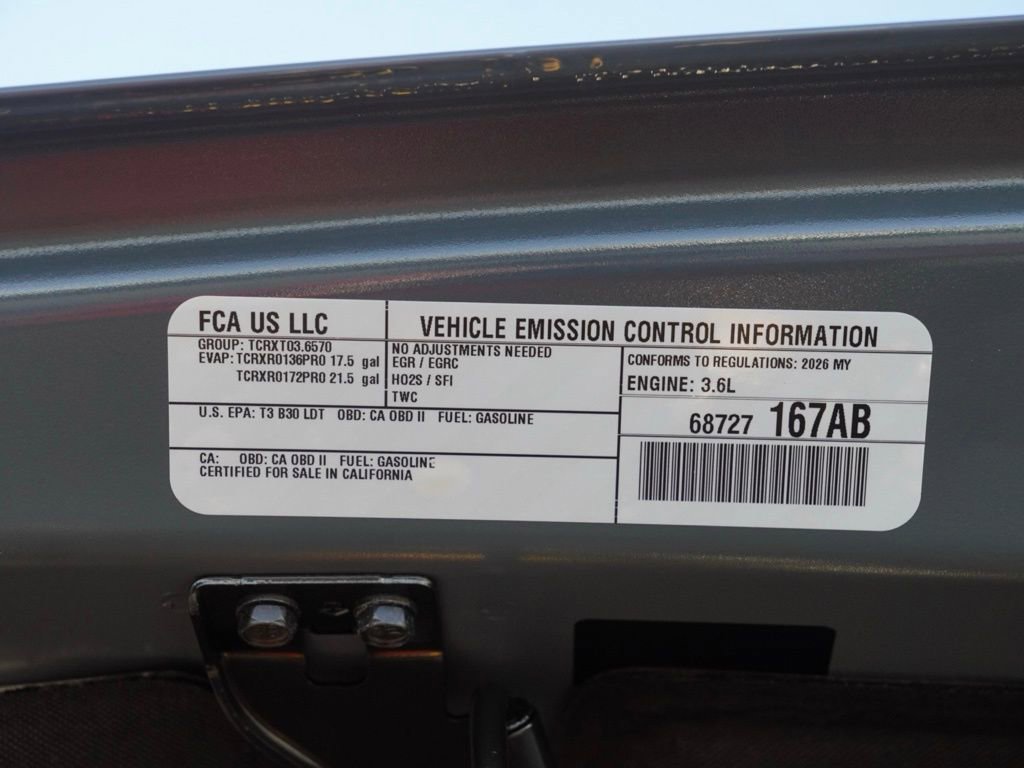 FCA US LLC
VEHICLE EMISSION CONTROL INFORMATION
GROUP: TCRXT03.6570
EVAP: TCRXR0136PR0 17.5 gal
TCRXR0172PR0 21.5 gal
NO ADJUSTMENTS NEEDED
EGR / EGRC
HO2S / SFI
TWC
CONFORMS TO REGULATIONS: 2026 MY
ENGINE: 3.6L
U.S. EPA: T3 B30 LDT OBD: CA OBD II FUEL: GASOLINE
68727 167AB
CA: OBD: CA OBD II FUEL: GASOLINE
CERTIFIED FOR SALE IN CALIFORNIA